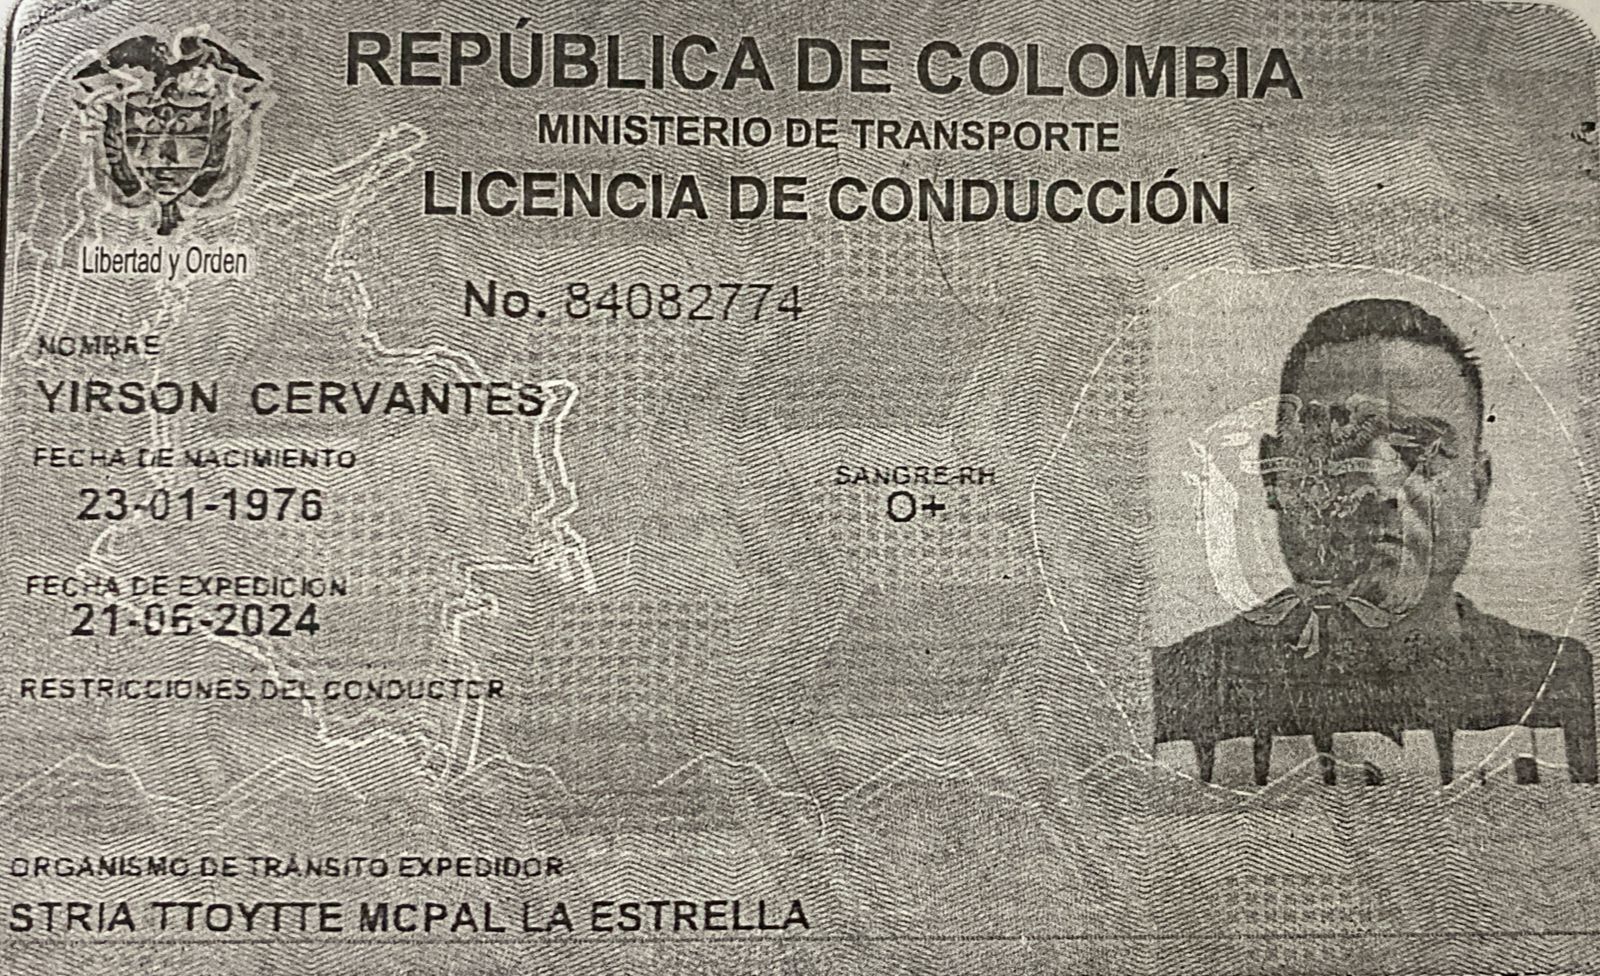 REPÚBLICA DE COLOMBIA
MINISTERIO DE TRANSPORTE
LICENCIA DE CONDUCCIÓN
Libertad y Orden
No. 84082774
NOMBRE
YIRSON CERVANTES
FECHA DE NACIMIENTO
23-01-1976
SANGRE-RH
O+
FECHA DE EXPEDICION
21-06-2024
RESTRICCIONES DEL CONDUCTOR
ORGANISMO DE TRÁNSITO EXPEDIDOR
STRIA TTOYTTE MCPAL LA ESTRELLA